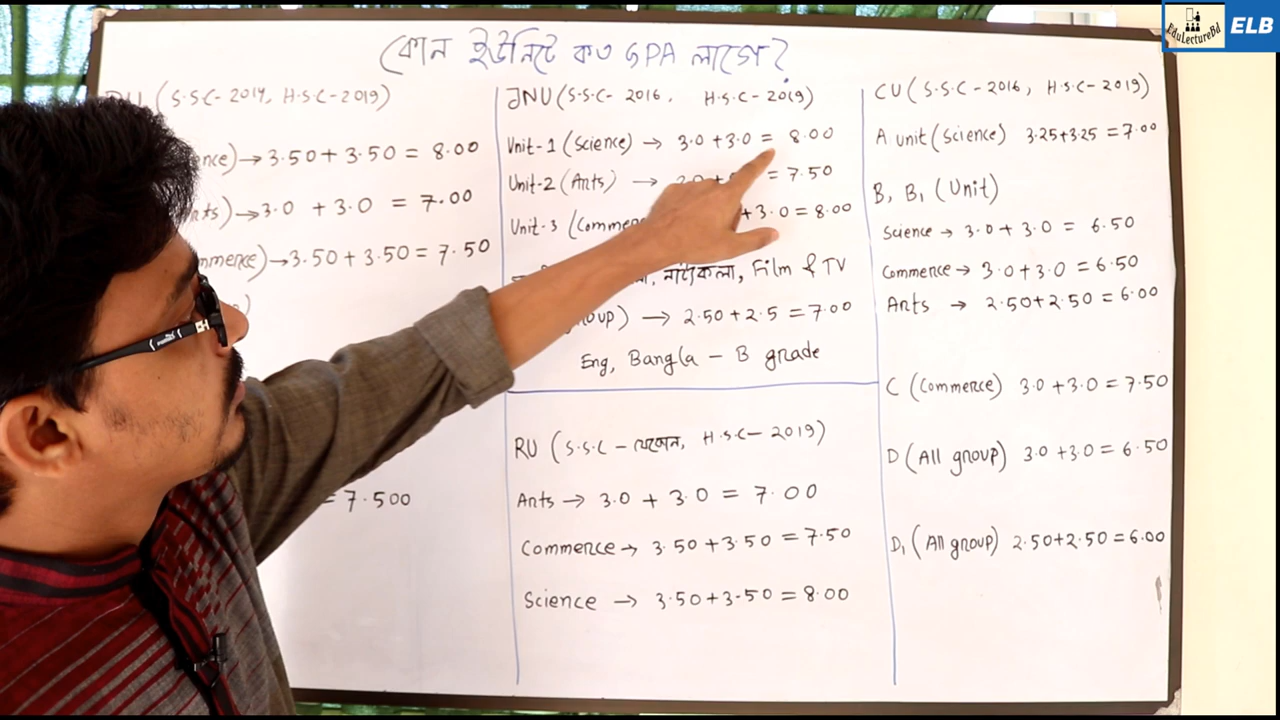 EduLectureBd ELB
কোন ইউনিটে কত GPA লাগে?
(S.S.C- 2014, H.S.C-2019)
nce)→3.50+3.50 = 8.00
ts)→3.0 + 3.0 = 7.00
mmerce)→3.50+3.50 = 7.50
= 7.500
JNU (S.S.C- 2016, H.S.C-2019)
Unit-1 (Science) → 3.0+3.0 = 8.00
Unit-2 (Arts) → = 7.50
Unit-3 (Commer +3.0 = 8.00
নাট্যকলা, Film & TV
oup) → 2.50+2.5 = 7.00
Eng, Bangla – B grade
RU (S.S.C – যেকোন, H.S.C– 2019)
Arts → 3.0 + 3.0 = 7.00
Commerce → 3.50+3.50 = 7.50
Science → 3.50+3.50 = 8.00
CU (S.S.C-2016, H.S.C-2019)
A unit (Science) 3.25+3.25 = 7.00
B, B₁ (Unit)
Science → 3.0+ 3.0 = 6.50
Commerce → 3.0+3.0 = 6.50
Arts → 2.50+2.50 = 6.00
C (Commerce) 3.0+3.0 = 7.50
D (All group) 3.0+3.0 = 6.50
D₁ (All group) 2.50+2.50 = 6.00